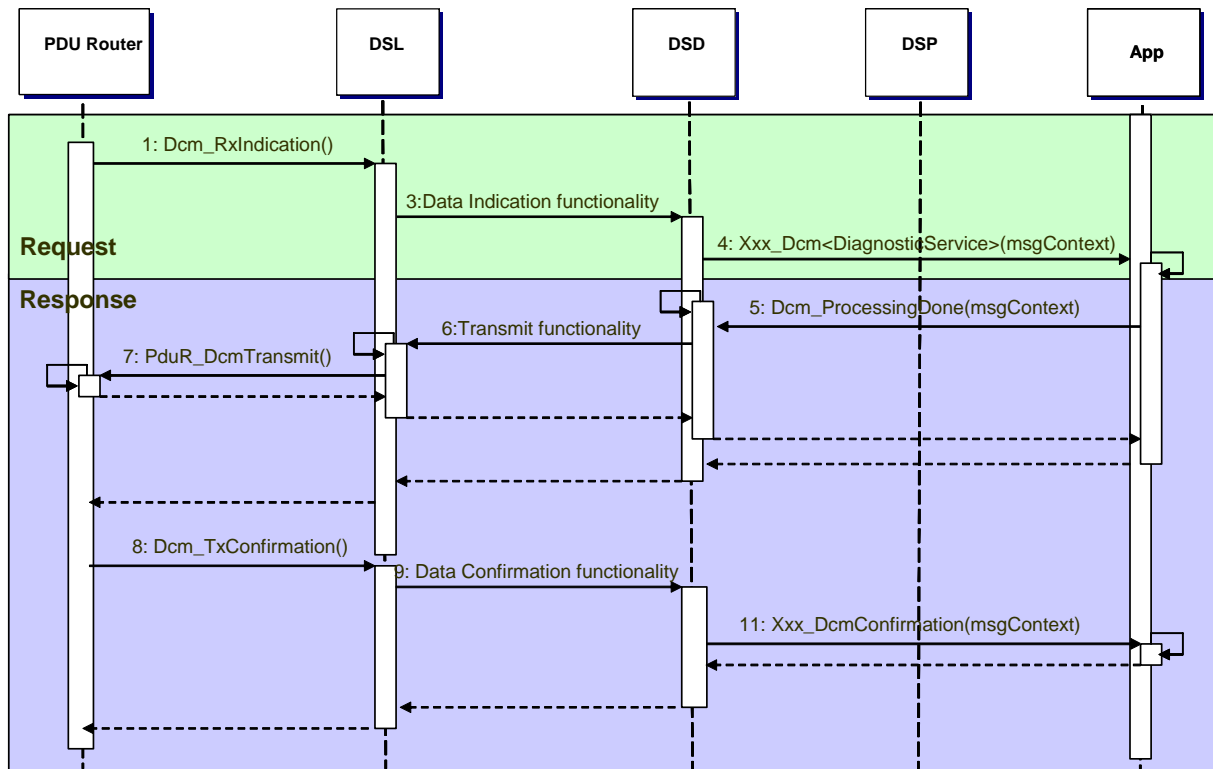 PDU Router
DSL
DSD
DSP
App
1: Dcm_RxIndication()
3:Data Indication functionality
4: Xxx_Dcm<DiagnosticService>(msgContext)
Request
Response
5: Dcm_ProcessingDone(msgContext)
6:Transmit functionality
7: PduR_DcmTransmit()
8: Dcm_TxConfirmation()
9: Data Confirmation functionality
11: Xxx_DcmConfirmation(msgContext)